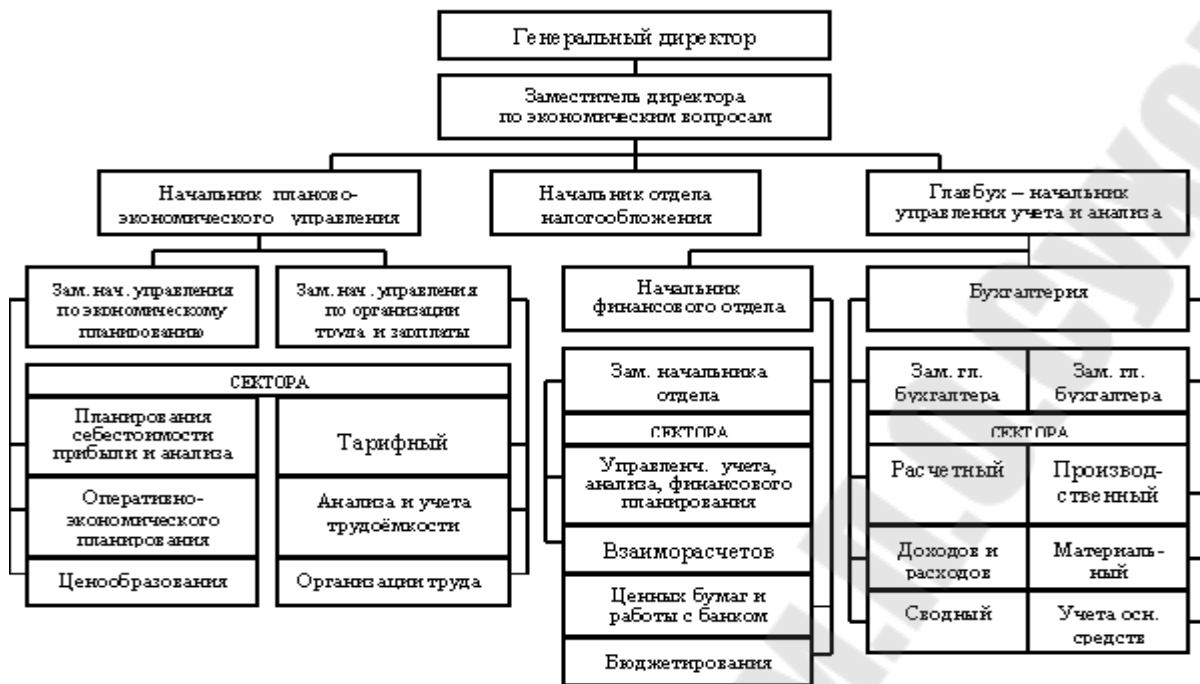 Генеральный директор
Заместитель директора
по экономическим вопросам
Начальник планово-
экономического управления
Начальник отдела
налогообложения
Главбух – начальник
управления учета и анализа
Зам. нач. управления
по экономическому
планированию
Зам. нач. управления
по организации
труда и зарплаты
Начальник
финансового отдела
Бухгалтерия
СЕКТОРА
Планирования
себестоимости
прибыли и анализа
Тарифный
Оперативно-
экономического
планирования
Анализа и учета
трудоёмкости
Ценообразования
Организации труда
Зам. начальника
отдела
СЕКТОРА
Управленч. учета,
анализа, финансового
планирования
Взаиморасчетов
Ценных бумаг и
работы с банком
Бюджетирования
Зам. гл.
бухгалтера
Зам. гл.
бухгалтера
СЕКТОРА
Расчетный
Производ-
ственный
Доходов и
расходов
Материаль-
ный
Сводный
Учета осн.
средств